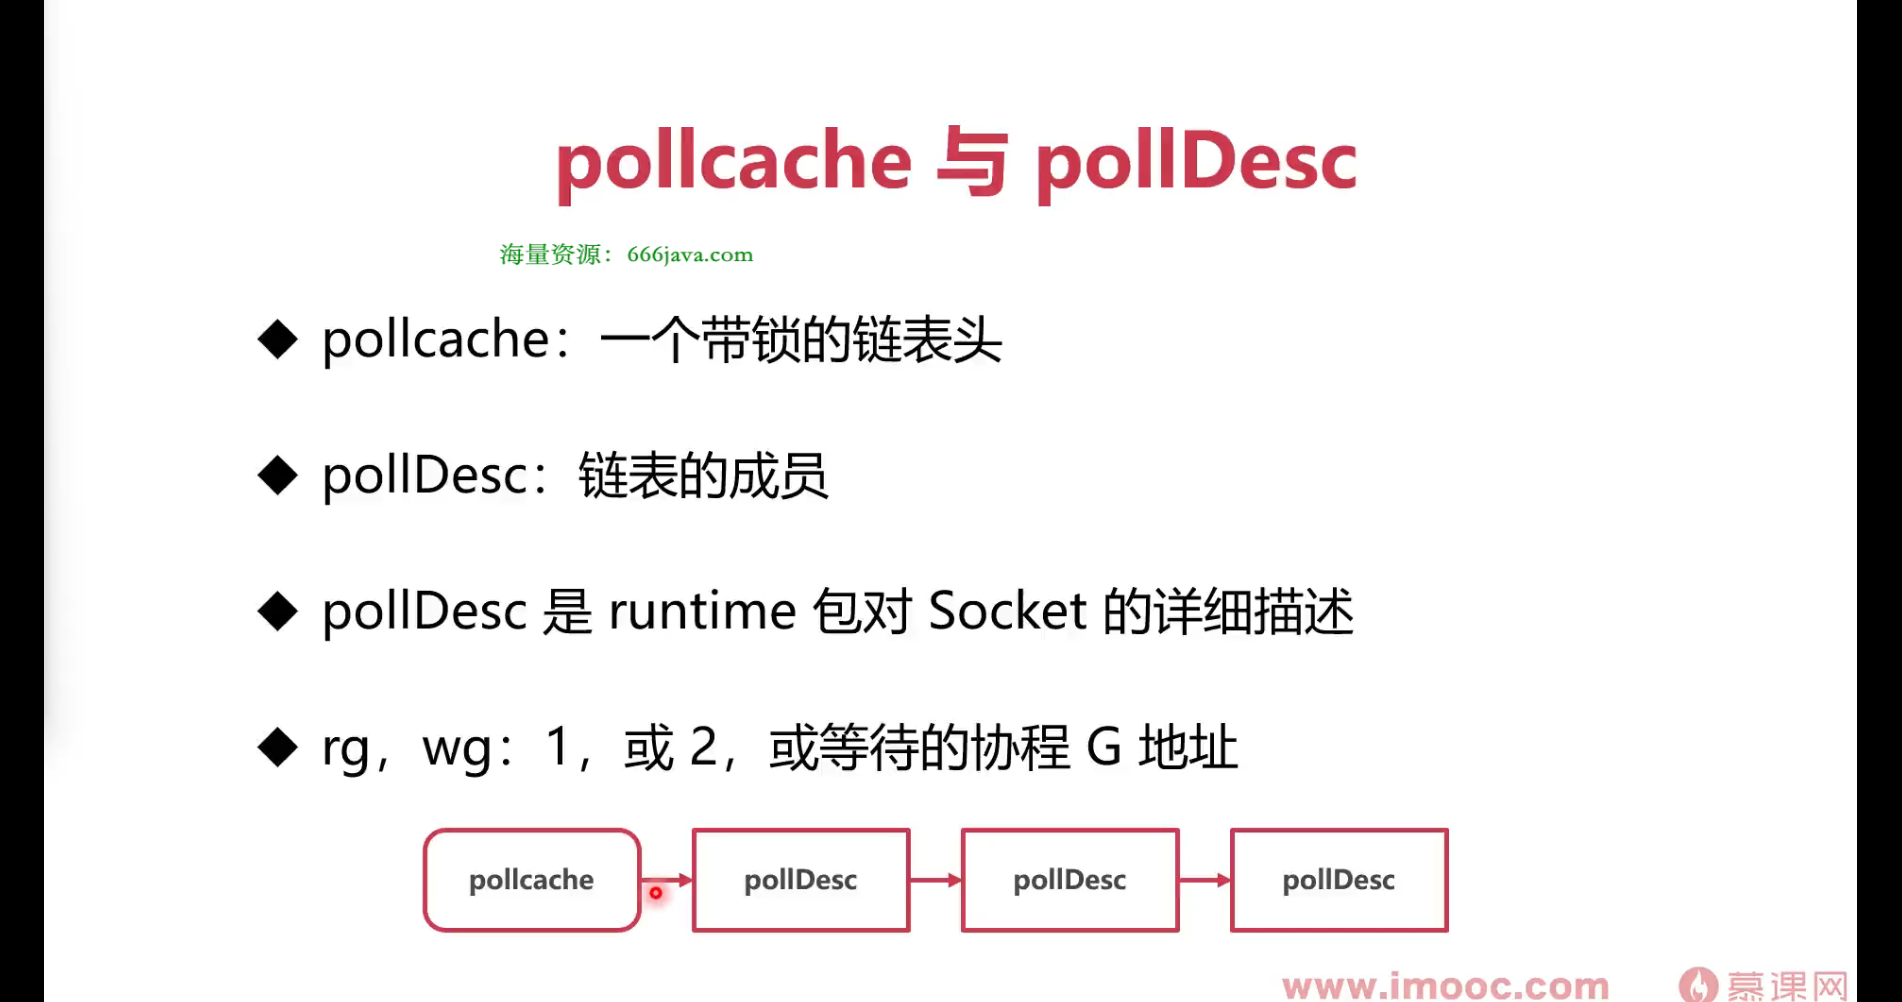 pollcache 与 pollDesc
海量资源：666java.com
◆ pollcache：一个带锁的链表头
◆ pollDesc：链表的成员
◆ pollDesc 是 runtime 包对 Socket 的详细描述
◆ rg，wg：1，或 2，或等待的协程 G 地址
pollcache
pollDesc
pollDesc
pollDesc
www.imooc.com
慕课网